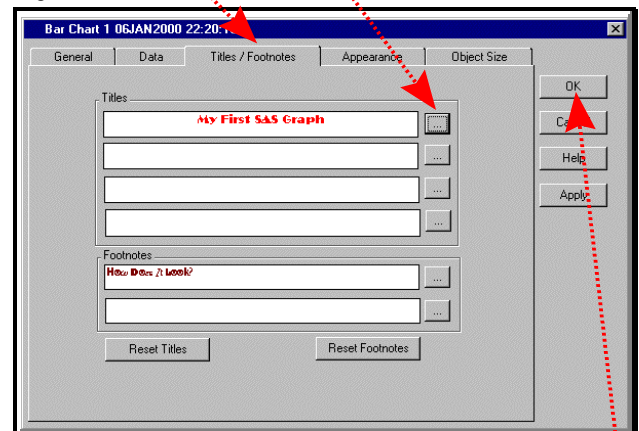 Bar Chart 1 06JAN2000 22:20:
General Data Titles / Footnotes Appearance Object Size
OK
Titles
My First SAS Graph
...
...
Help
...
Apply
...
Footnotes
How Does It Look?
...
...
Reset Titles Reset Footnotes